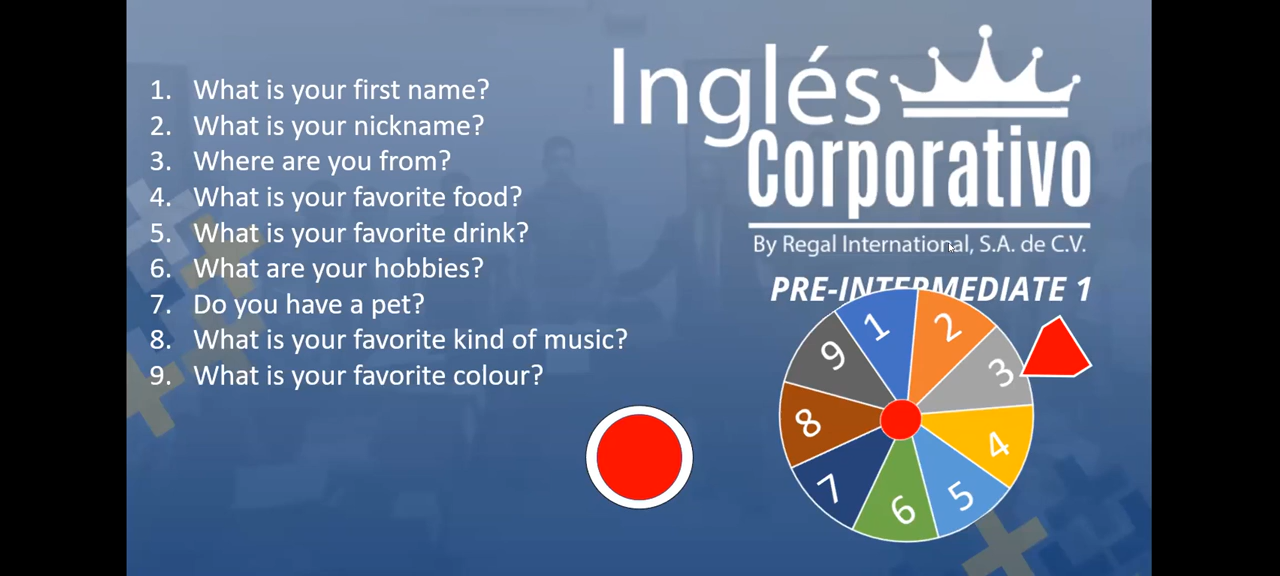 1. What is your first name?
2. What is your nickname?
3. Where are you from?
4. What is your favorite food?
5. What is your favorite drink?
6. What are your hobbies?
7. Do you have a pet?
8. What is your favorite kind of music?
9. What is your favorite colour?
Inglés
Corporativo
By Regal International, S.A. de C.V.
PRE-INTERMEDIATE 1
1
2
3
4
5
6
7
8
9